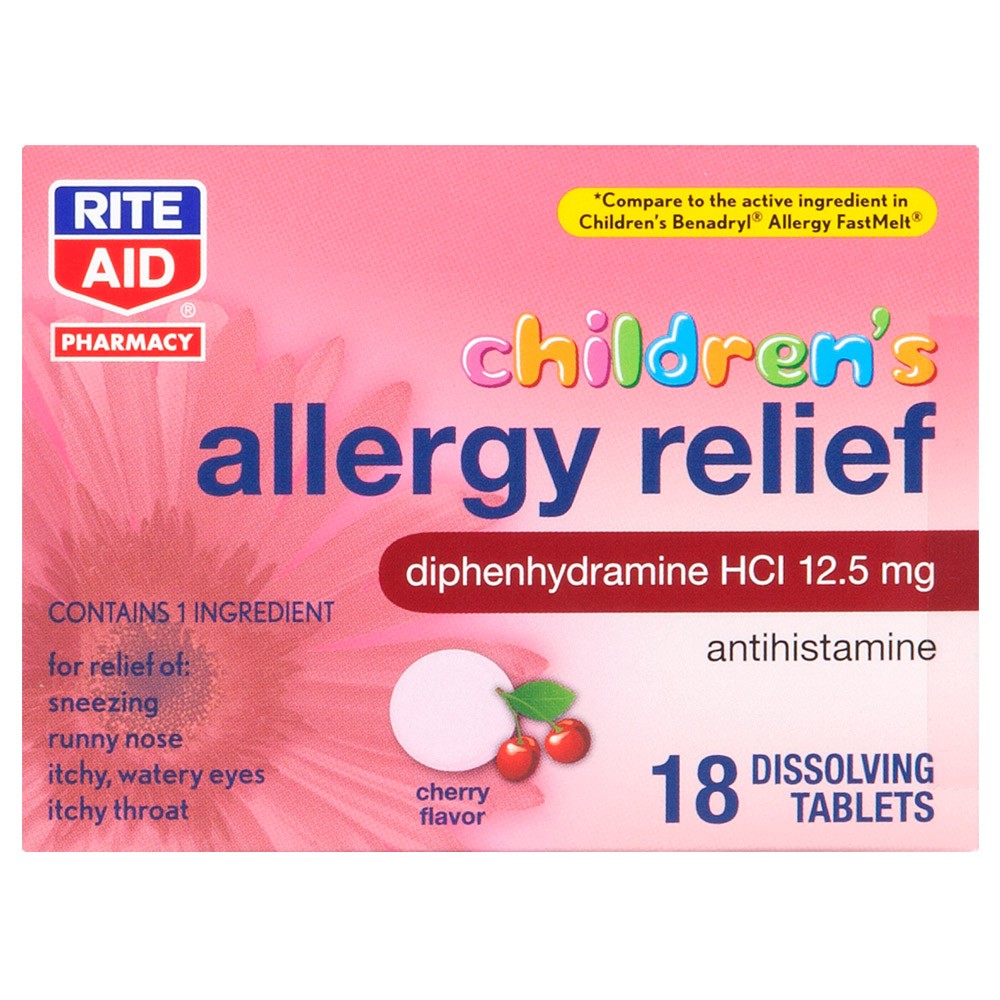 RITE
AID
®
PHARMACY
*Compare to the active ingredient in
Children's Benadryl® Allergy FastMelt®
children's
allergy relief
diphenhydramine HCl 12.5 mg
antihistamine
CONTAINS 1 INGREDIENT
for relief of:
sneezing
runny nose
itchy, watery eyes
itchy throat
cherry
flavor
18 DISSOLVING
TABLETS